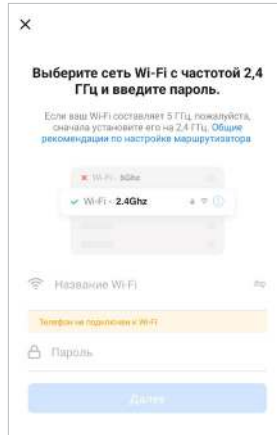 Выберите сеть Wi-Fi с частотой 2,4
ГГц и введите пароль.
Если ваш Wi-Fi составляет 5 ГГц, пожалуйста,
сначала установите его на 2,4 ГГц. Общие
рекомендации по настройке маршрутизатора
Wi-Fi - 5Ghz
Wi-Fi - 2.4Ghz
Название Wi-Fi
Телефон не подключен к Wi-Fi
Пароль
Далее